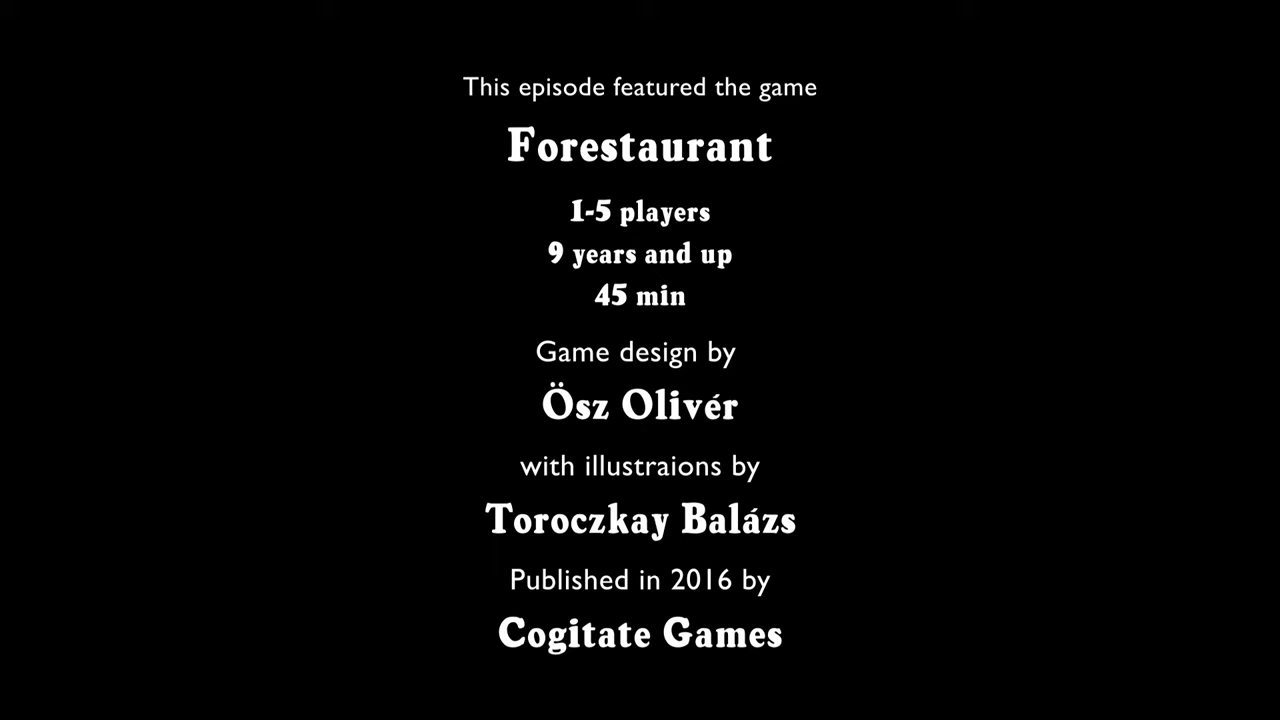 This episode featured the game
Forestaurant
1-5 players
9 years and up
45 min
Game design by
Ösz Olivér
with illustraions by
Toroczkay Balázs
Published in 2016 by
Cogitate Games